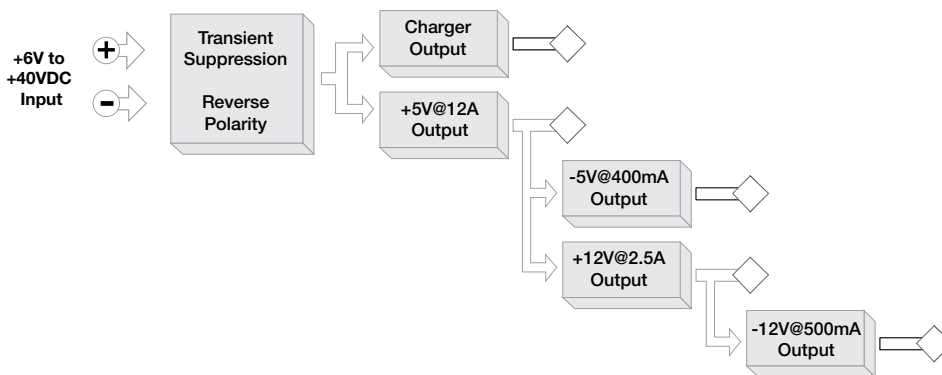 +6V to
+40VDC
Input
+
-
Transient
Suppression
Reverse
Polarity
Charger
Output
+5V@12A
Output
-5V@400mA
Output
+12V@2.5A
Output
-12V@500mA
Output